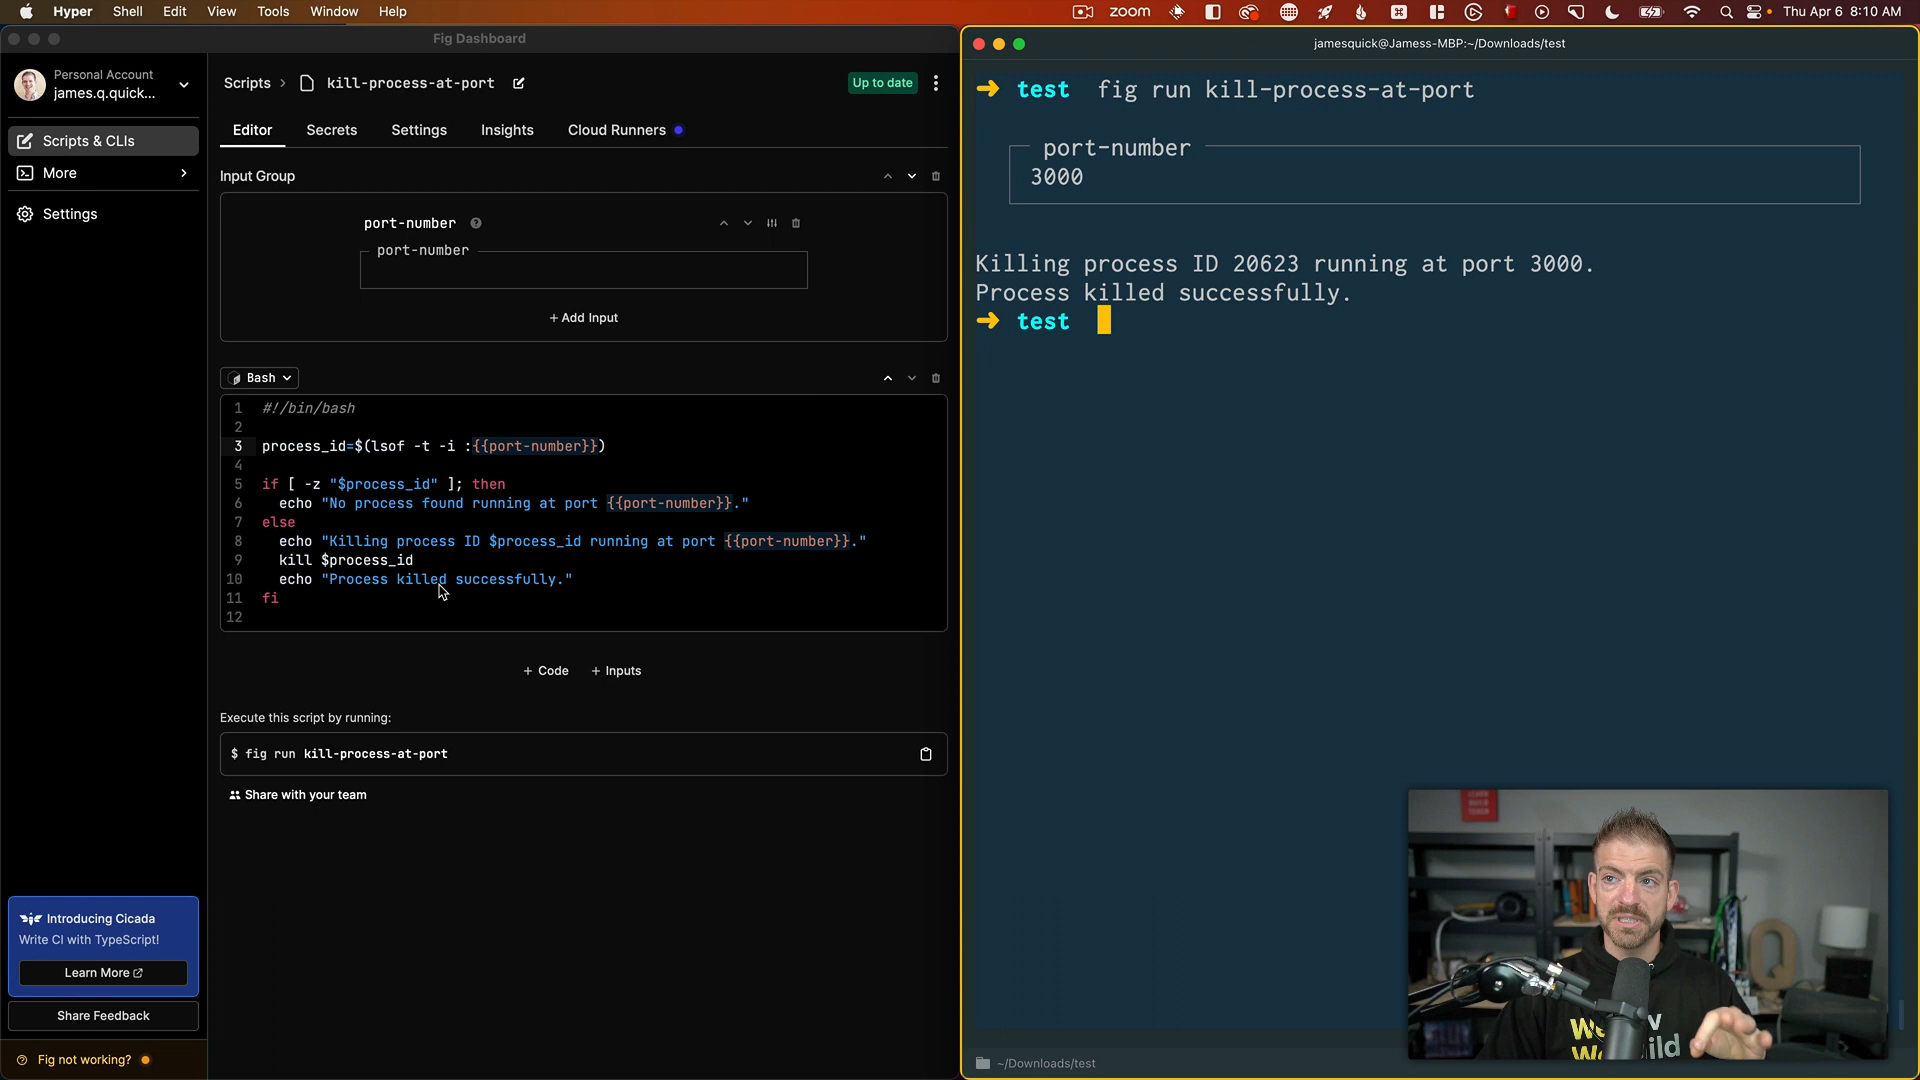 Hyper Shell Edit View Tools Window Help
zoom
Thu Apr 6 8:10 AM
Fig Dashboard
Personal Account
james.q.quick...
Scripts & CLIs
More
Settings
Introducing Cicada
Write CI with TypeScript!
Learn More
Share Feedback
Fig not working?
Scripts > kill-process-at-port
Up to date
Editor Secrets Settings Insights Cloud Runners
Input Group
port-number
port-number
+ Add Input
Bash
1 #!/bin/bash
2
3 process_id=$(lsof -t -i :{{port-number}})
4
5 if [ -z "$process_id" ]; then
6 echo "No process found running at port {{port-number}}."
7 else
8 echo "Killing process ID $process_id running at port {{port-number}}."
9 kill $process_id
10 echo "Process killed successfully."
11 fi
12
+ Code + Inputs
Execute this script by running:
$ fig run kill-process-at-port
Share with your team
jamesquick@Jamess-MBP:~/Downloads/test
➜ test fig run kill-process-at-port
port-number
3000
Killing process ID 20623 running at port 3000.
Process killed successfully.
➜ test
~/Downloads/test